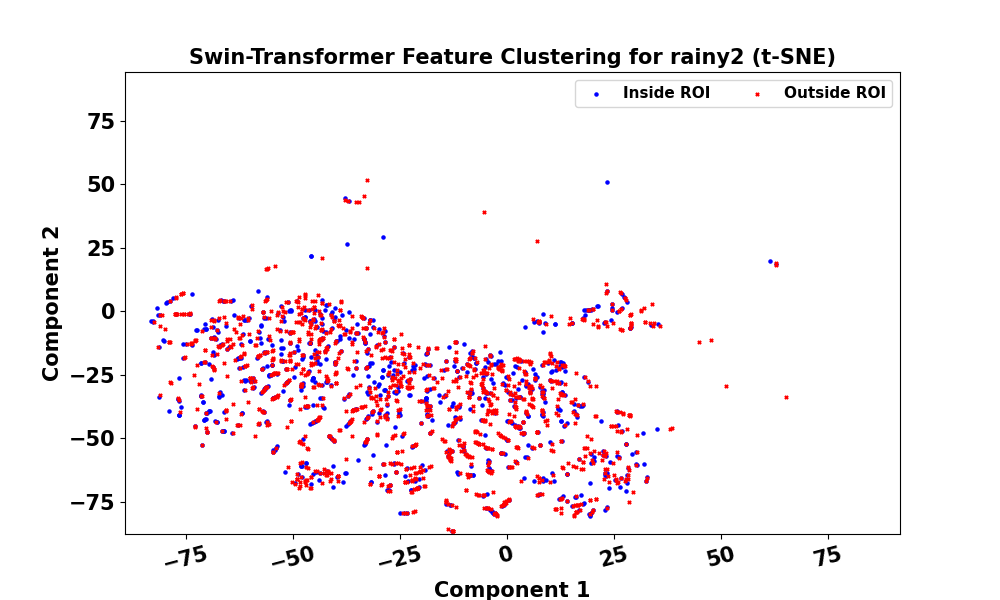 Swin-Transformer Feature Clustering for rainy2 (t-SNE)
Inside ROI
Outside ROI
75
50
25
0
−25
−50
−75
Component 2
−75
−50
−25
0
25
50
75
Component 1